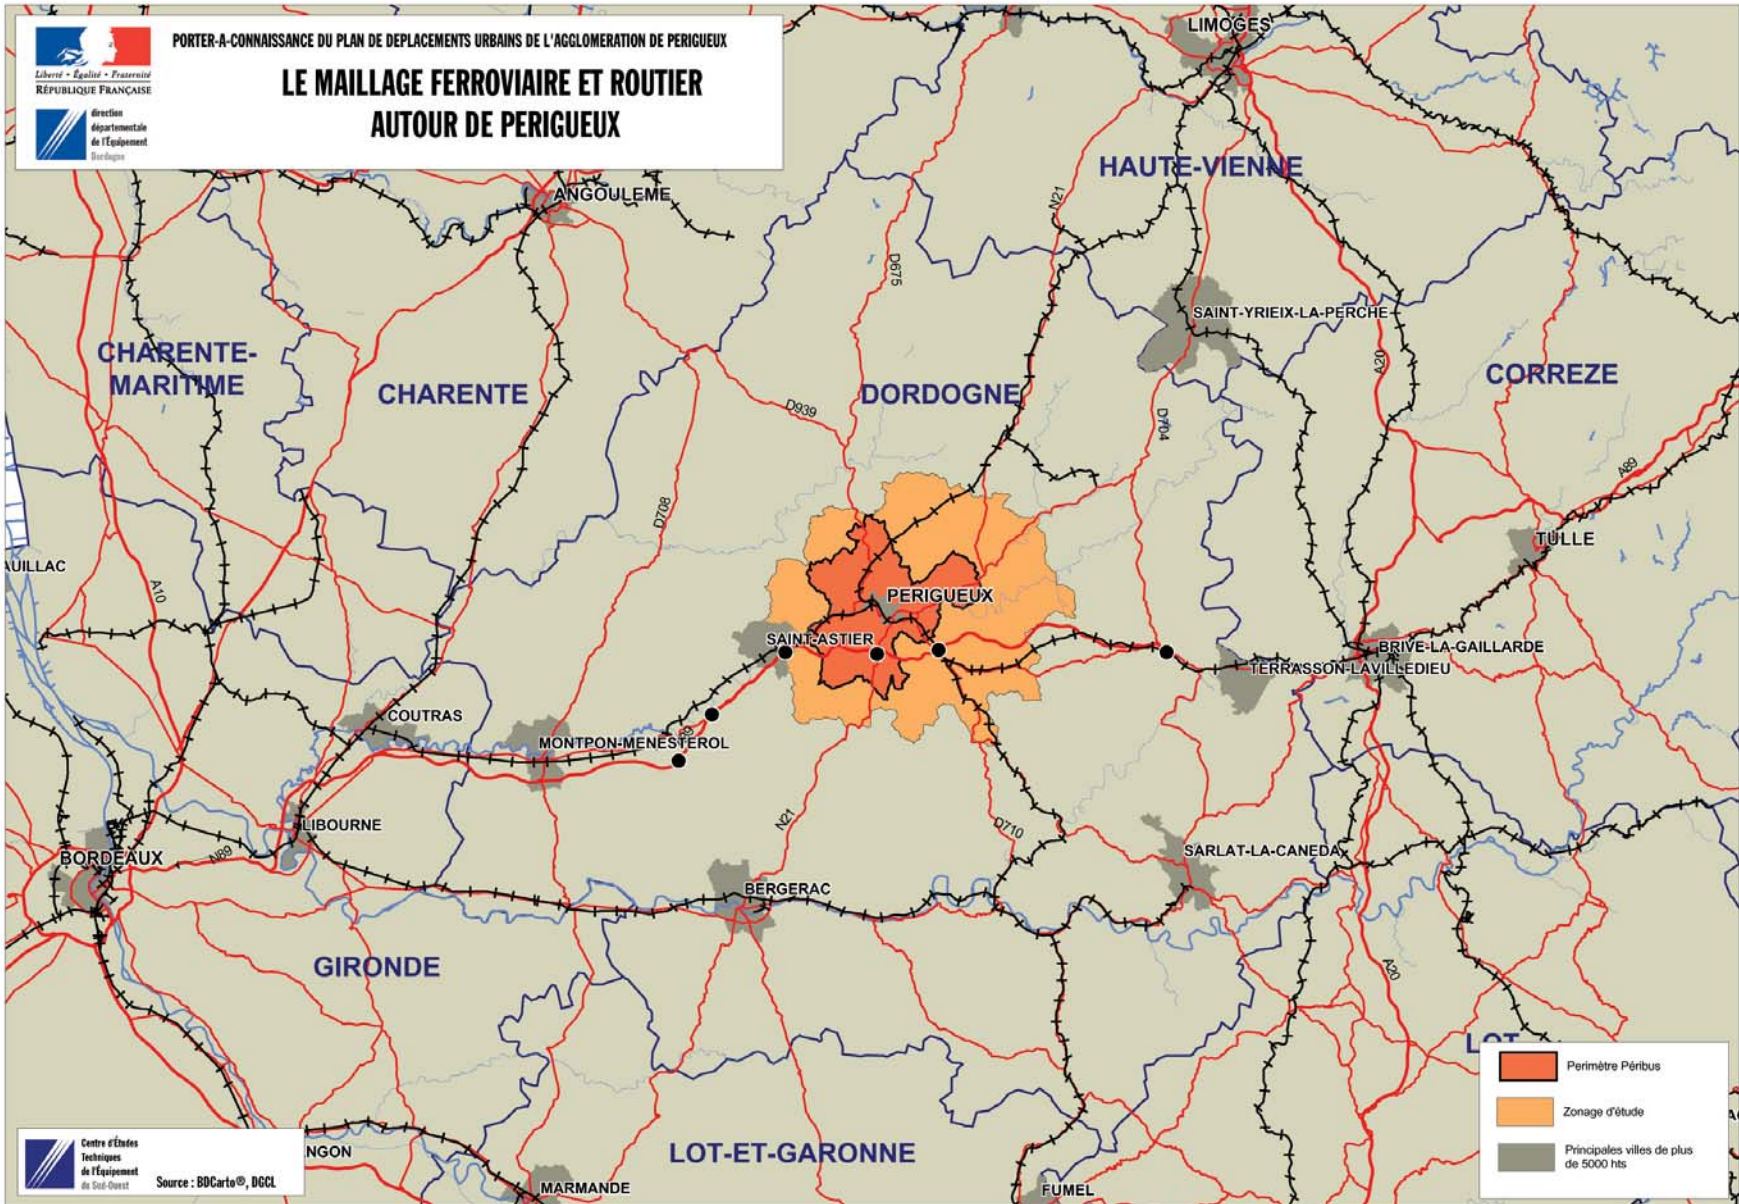 PORTER-A-CONNAISSANCE DU PLAN DE DEPLACEMENTS URBAINS DE L'AGGLOMERATION DE PERIGUEUX
LE MAILLAGE FERROVIAIRE ET ROUTIER
AUTOUR DE PERIGUEUX
Liberté • Égalité • Fraternité
RÉPUBLIQUE FRANÇAISE
direction
départementale
de l'Équipement
Dordogne
LIMOGES
HAUTE-VIENNE
ANGOULEME
N21
D675
SAINT-YRIEIX-LA-PERCHE
CHARENTE-
MARITIME
CHARENTE
DORDOGNE
A20
CORREZE
D939
D704
A89
D708
TULLE
AUILLAC
A10
PERIGUEUX
SAINT-ASTIER
BRIVE-LA-GAILLARDE
TERRASSON-LAVILLEDIEU
COUTRAS
MONTPON-MENESTEROL
LIBOURNE
N21
D710
BORDEAUX
N89
SARLAT-LA-CANEDA
BERGERAC
GIRONDE
A20
LOT
Perimètre Péribus
Zonage d'étude
Principales villes de plus
de 5000 hts
LOT-ET-GARONNE
ENGON
MARMANDE
FUMEL
Centre d'Études
Techniques
de l'Équipement
du Sud-Ouest
Source : BDCarto®, DGCL